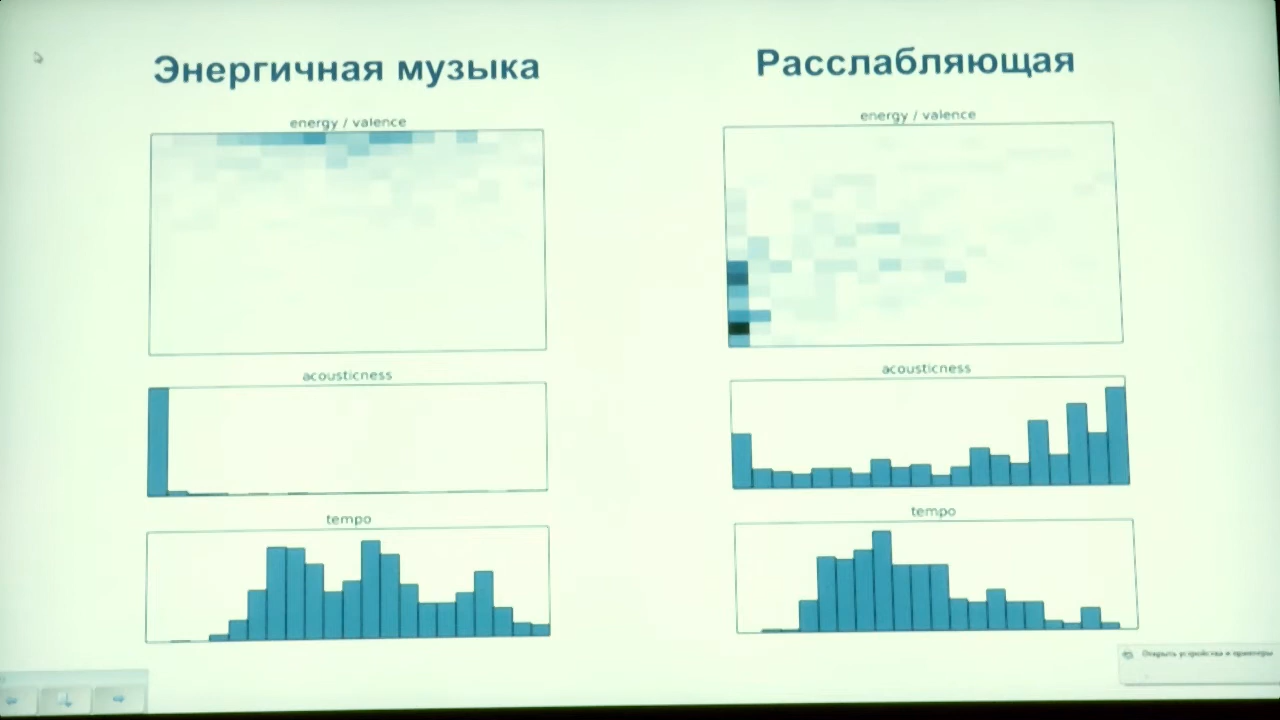 Энергичная музыка
energy / valence
acousticness
tempo
Расслабляющая
energy / valence
acousticness
tempo
Открыть устройства и принтеры